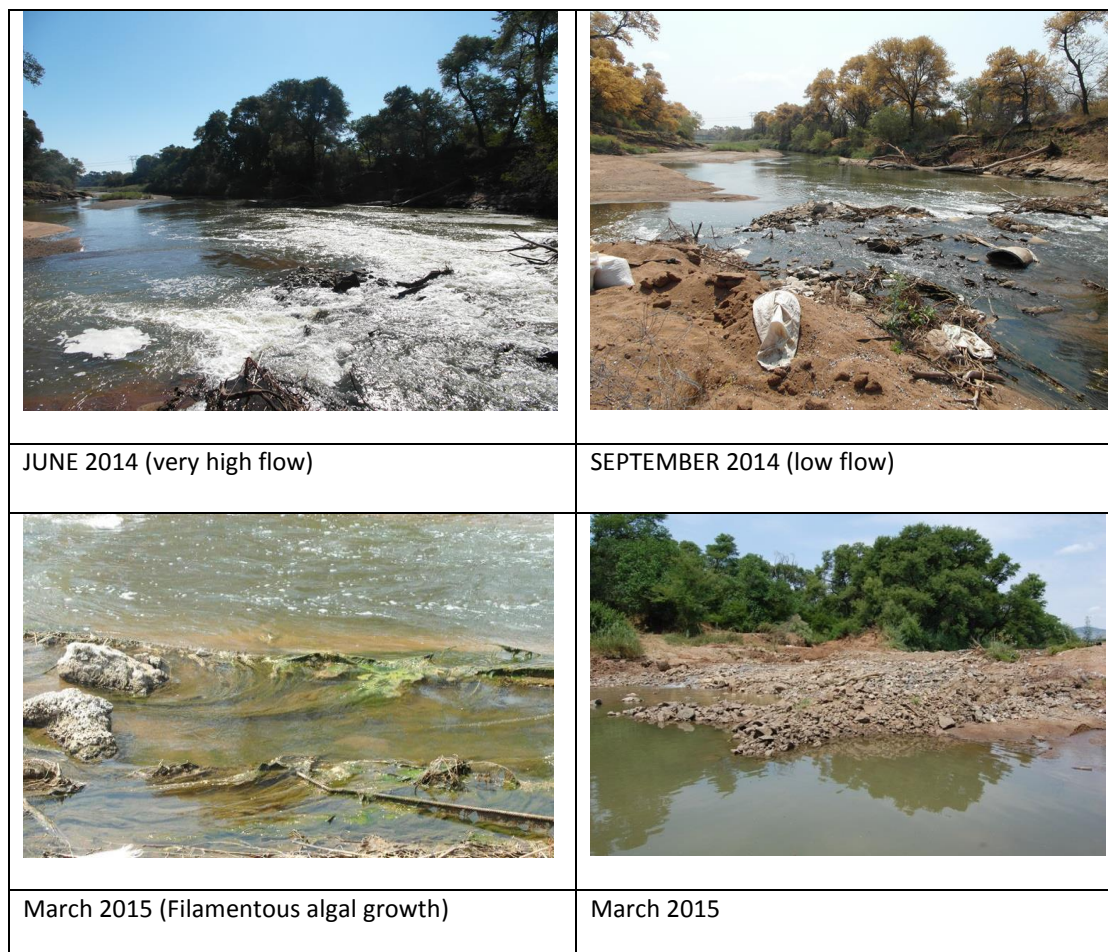 JUNE 2014 (very high flow)
SEPTEMBER 2014 (low flow)
March 2015 (Filamentous algal growth)
March 2015